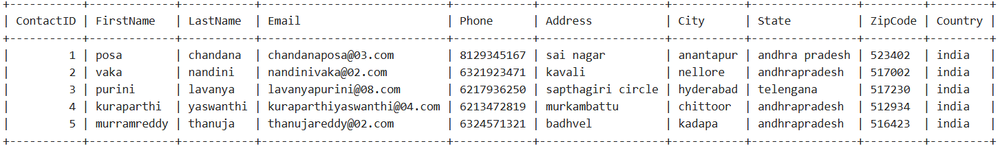 +-----------+-------------+-----------+---------------------------+------------+-------------------+-----------+----------------+---------+---------+
| ContactID | FirstName   | LastName  | Email                     | Phone      | Address           | City      | State          | ZipCode | Country |
+-----------+-------------+-----------+---------------------------+------------+-------------------+-----------+----------------+---------+---------+
|         1 | posa        | chandana  | chandanaposa@03.com       | 8129345167 | sai nagar         | anantapur | andhra pradesh | 523402  | india   |
|         2 | vaka        | nandini   | nandinivaka@02.com        | 6321923471 | kavali            | nellore   | andhrapradesh  | 517002  | india   |
|         3 | purini      | lavanya   | lavanyapurini@08.com      | 6217936250 | sapthagiri circle | hyderabad | telengana      | 517230  | india   |
|         4 | kuraparthi  | yaswanthi | kuraparthiyaswanthi@04.com | 6213472819 | murkambattu       | chittoor  | andhrapradesh  | 512934  | india   |
|         5 | murramreddy | thanuja   | thanujareddy@02.com       | 6324571321 | badhvel           | kadapa    | andhrapradesh  | 516423  | india   |
+-----------+-------------+-----------+---------------------------+------------+-------------------+-----------+----------------+---------+---------+